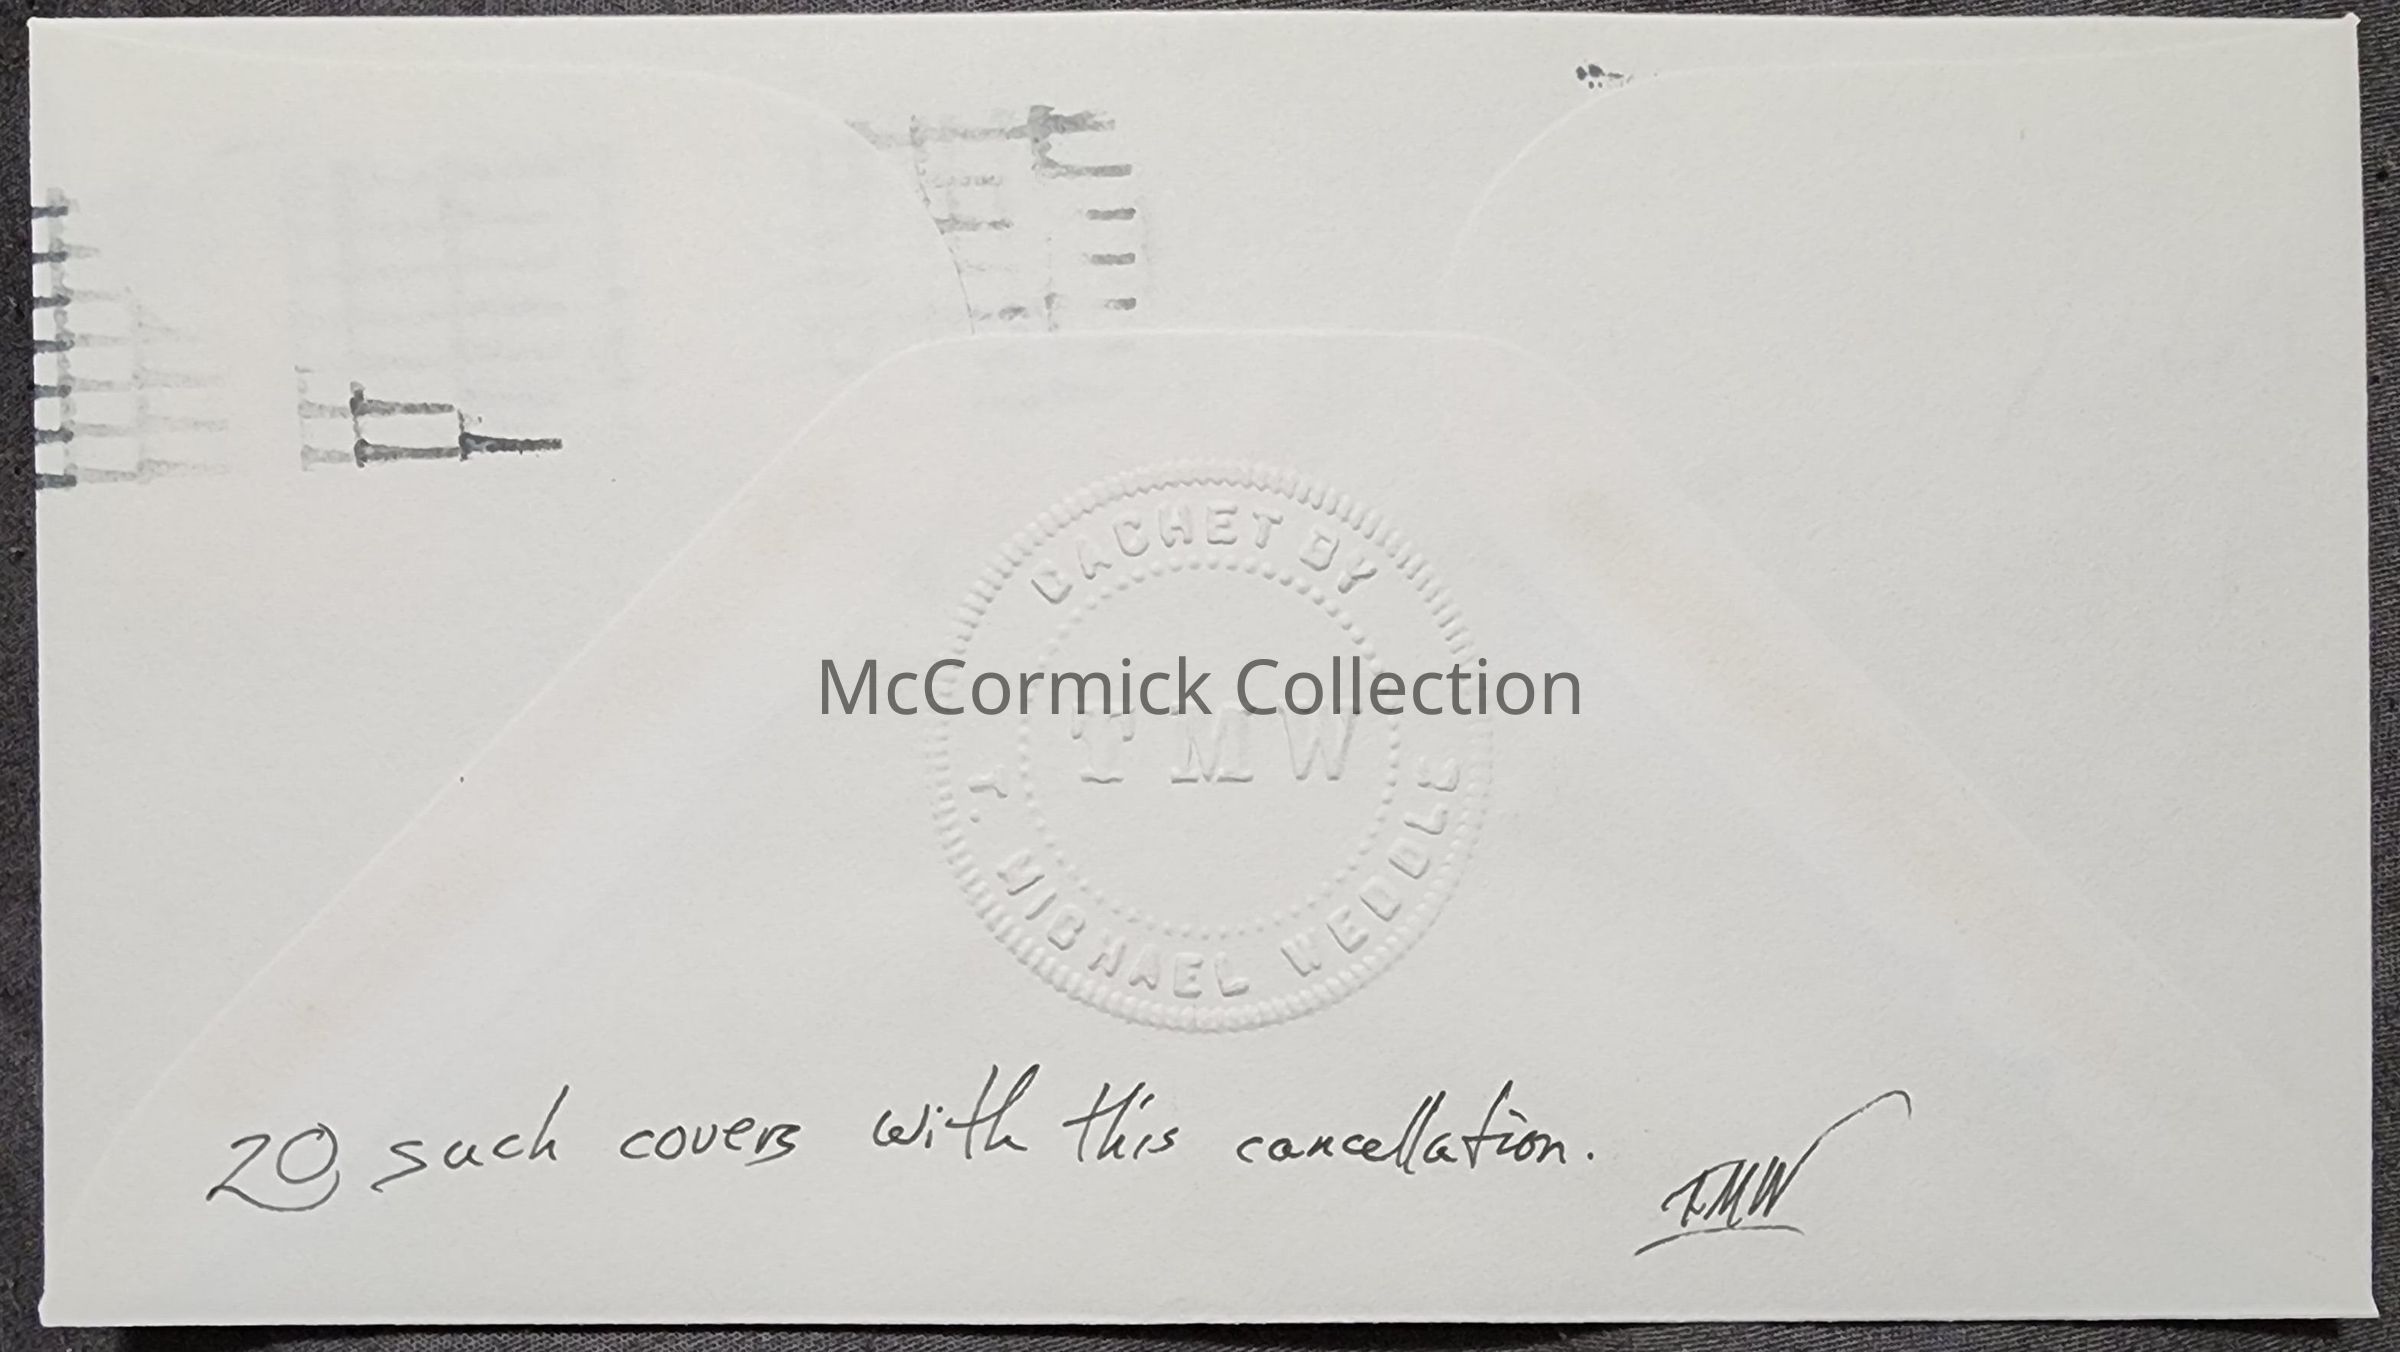 CACHET BY
McCormick Collection
TMW
T. MICHAEL WEDDLE
20 such covers with this cancellation.
TMW